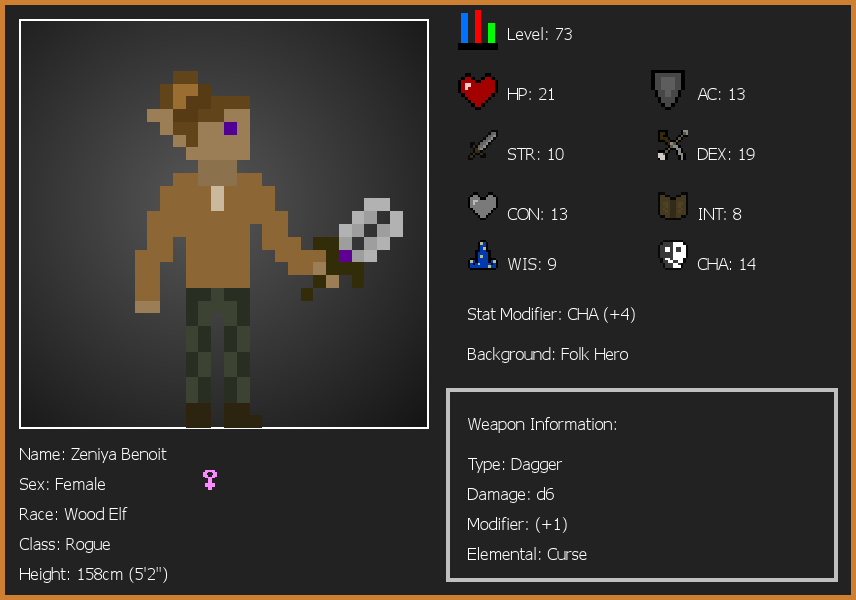 Level: 73
HP: 21
AC: 13
STR: 10
DEX: 19
CON: 13
INT: 8
WIS: 9
CHA: 14
Stat Modifier: CHA (+4)
Background: Folk Hero
Weapon Information:
Type: Dagger
Damage: d6
Modifier: (+1)
Elemental: Curse
Name: Zeniya Benoit
Sex: Female
Race: Wood Elf
Class: Rogue
Height: 158cm (5'2")